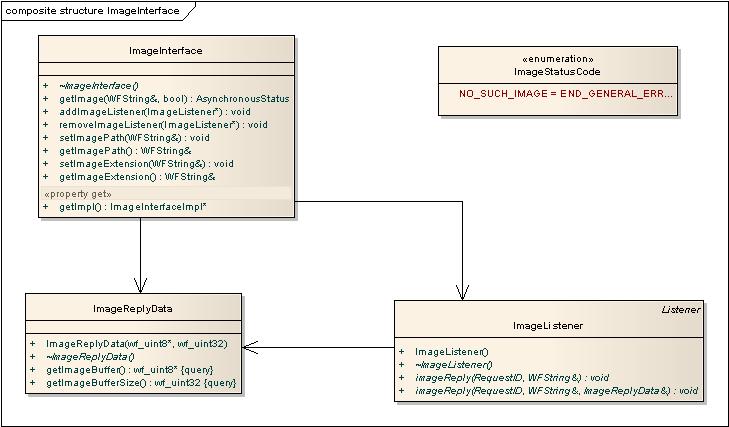 composite structure ImageInterface
ImageInterface
+ ~ImageInterface()
+ getImage(WFString&, bool) : AsynchronousStatus
+ addImageListener(ImageListener*) : void
+ removeImageListener(ImageListener*) : void
+ setImagePath(WFString&) : void
+ getImagePath() : WFString&
+ setImageExtension(WFString&) : void
+ getImageExtension() : WFString&
«property get»
+ getImpl() : ImageInterfaceImpl*
«enumeration»
ImageStatusCode
NO_SUCH_IMAGE = END_GENERAL_ERR...
ImageReplyData
+ ImageReplyData(wf_uint8*, wf_uint32)
+ ~ImageReplyData()
+ getImageBuffer() : wf_uint8* {query}
+ getImageBufferSize() : wf_uint32 {query}
Listener
ImageListener
+ ImageListener()
+ ~ImageListener()
+ imageReply(RequestID, WFString&) : void
+ imageReply(RequestID, WFString&, ImageReplyData&) : void